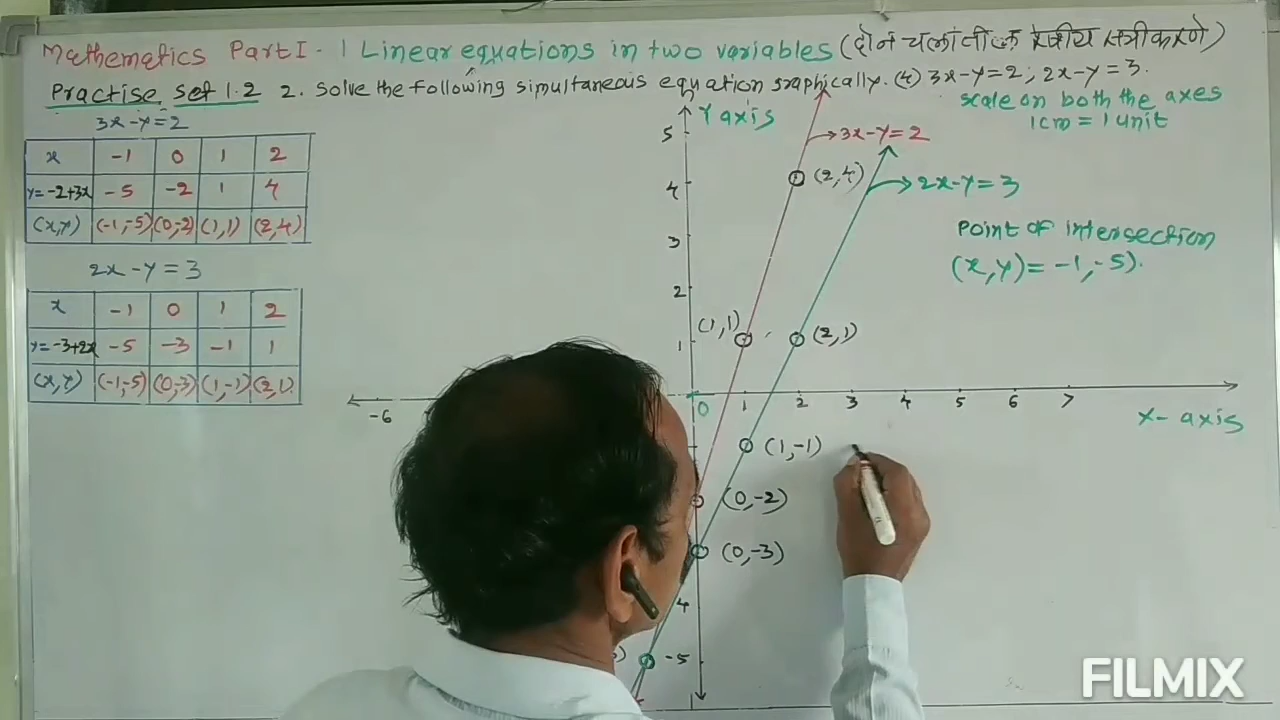 Mathematics Part I - 1 Linear equations in two variables (दोन चलांतील रेषीय समीकरणे)
Practise Set 1.2 2. Solve the following simultaneous equation graphically. (4) 3x-y=2; 2x-y=3.
scale on both the axes
1cm = 1 unit
3x-y=2
x -1 0 1 2
y=-2+3x -5 -2 1 4
(x,y) (-1,-5) (0,-2) (1,1) (2,4)
2x-y=3
x -1 0 1 2
y=-3+2x -5 -3 -1 1
(x,y) (-1,-5) (0,-3) (1,-1) (2,1)
Y axis
5
4
3
2
1
3x-y=2
(2,4)
2x-y=3
Point of intersection
(x,y)=-1,-5).
(1,1)
(2,1)
-6 0 1 2 3 4 5 6 7
x-axis
(1,-1)
(0,-2)
(0,-3)
4
-5
FILMIX